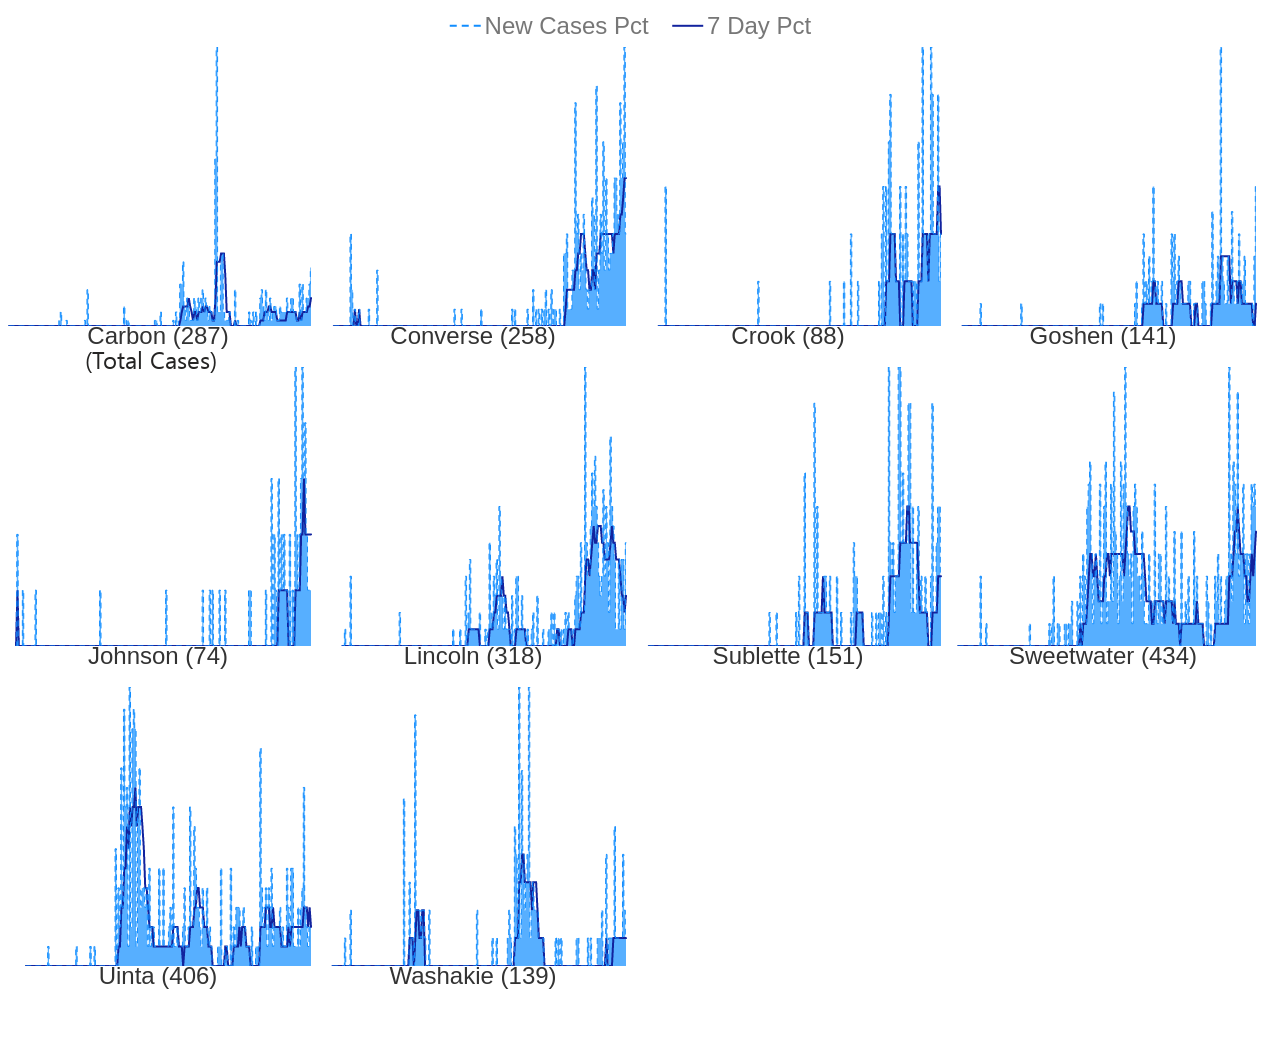 New Cases Pct 7 Day Pct
Carbon (287) Converse (258) Crook (88) Goshen (141)
(Total Cases)
Johnson (74) Lincoln (318) Sublette (151) Sweetwater (434)
Uinta (406) Washakie (139)